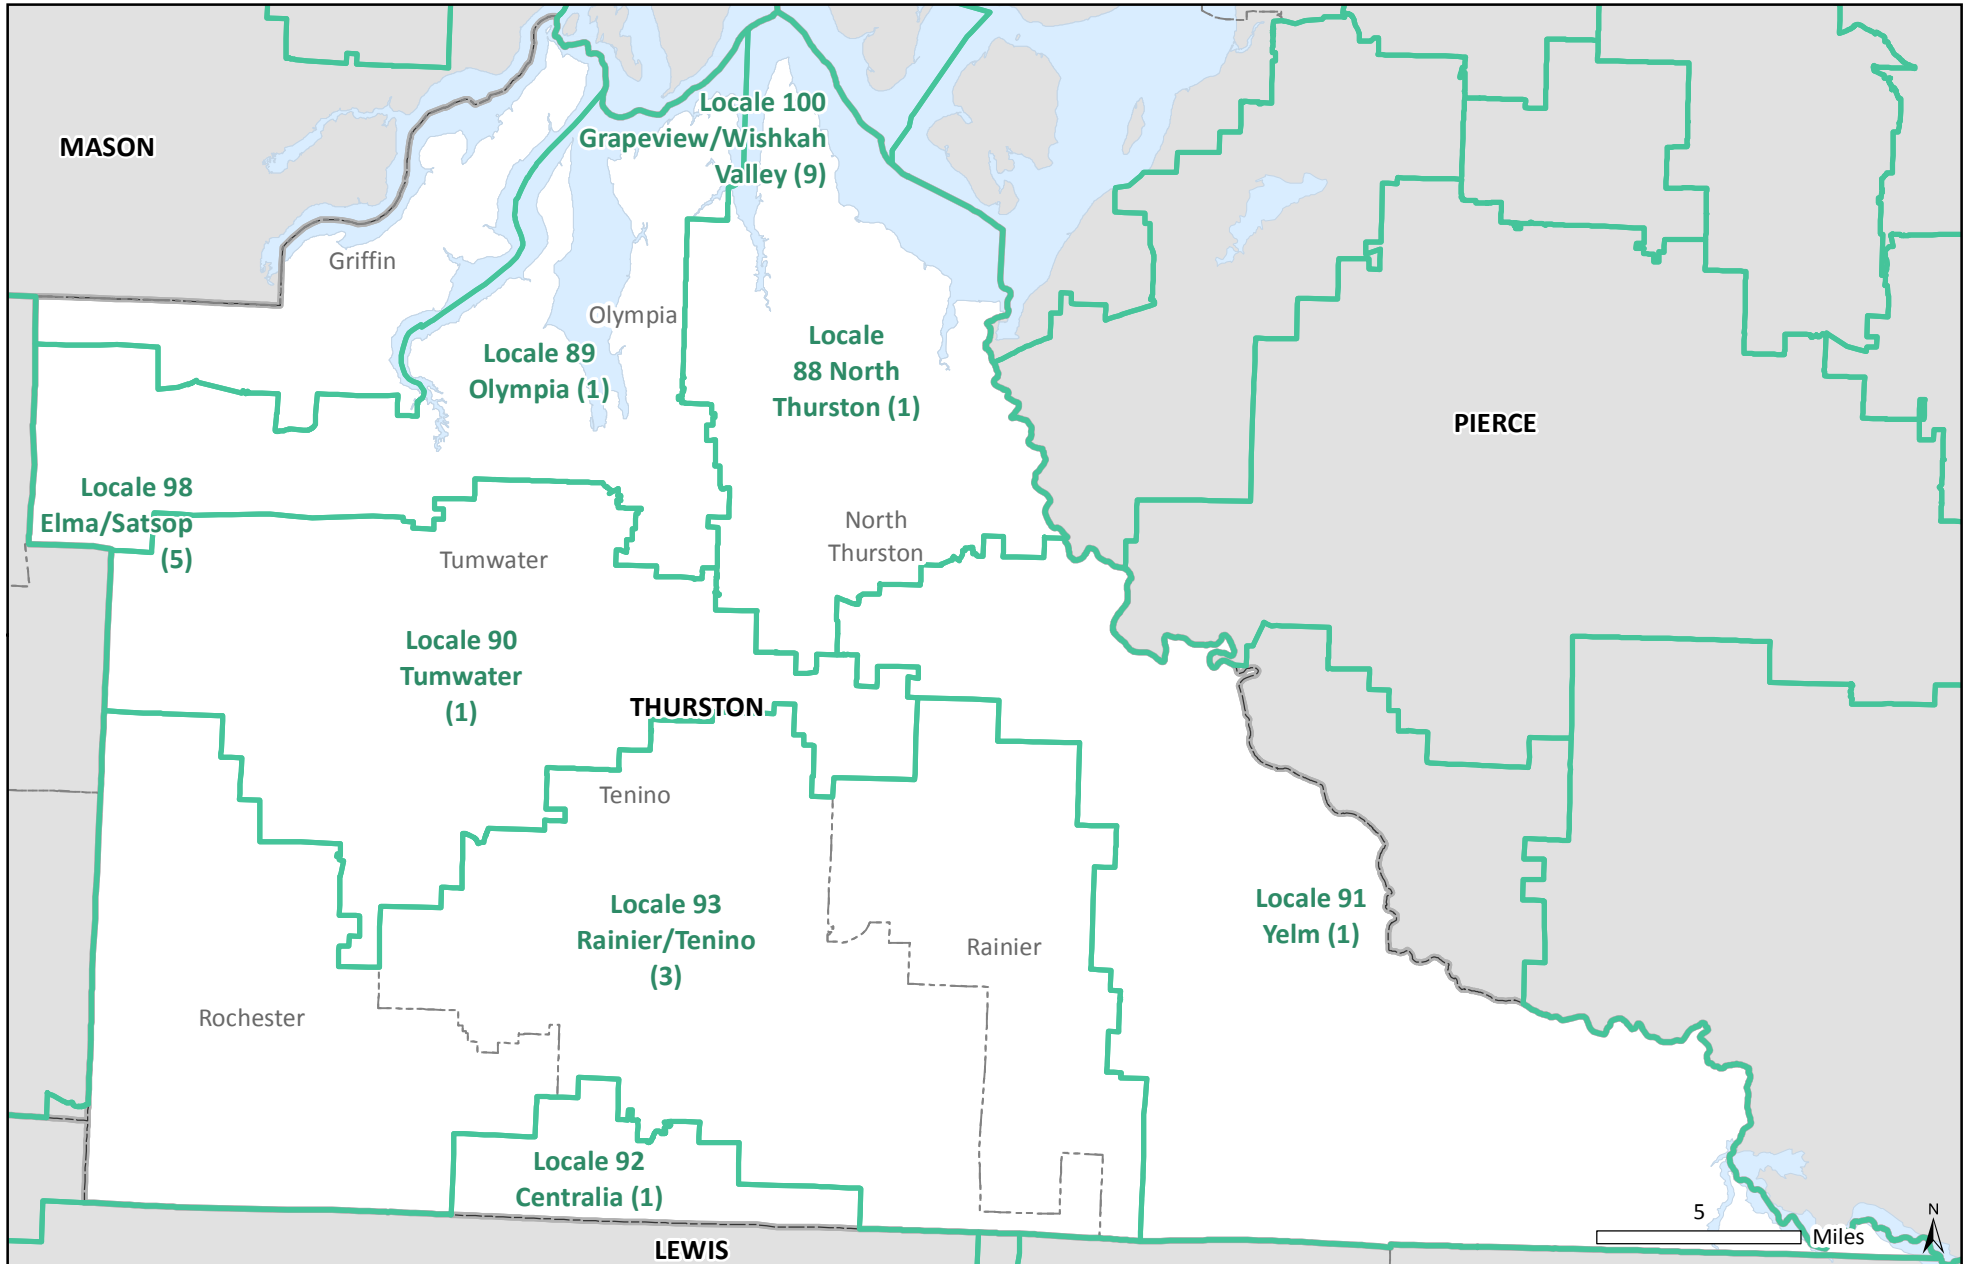 Locale 100
Grapeview/Wishkah
Valley (9)
MASON
Griffin
Olympia
Locale 89
Olympia (1)
Locale
88 North
Thurston (1)
PIERCE
Locale 98
Elma/Satsop
(5)
North
Thurston
Tumwater
Locale 90
Tumwater
(1)
THURSTON
Tenino
Locale 93
Rainier/Tenino
(3)
Rainier
Locale 91
Yelm (1)
Rochester
Locale 92
Centralia (1)
LEWIS
5
Miles
N